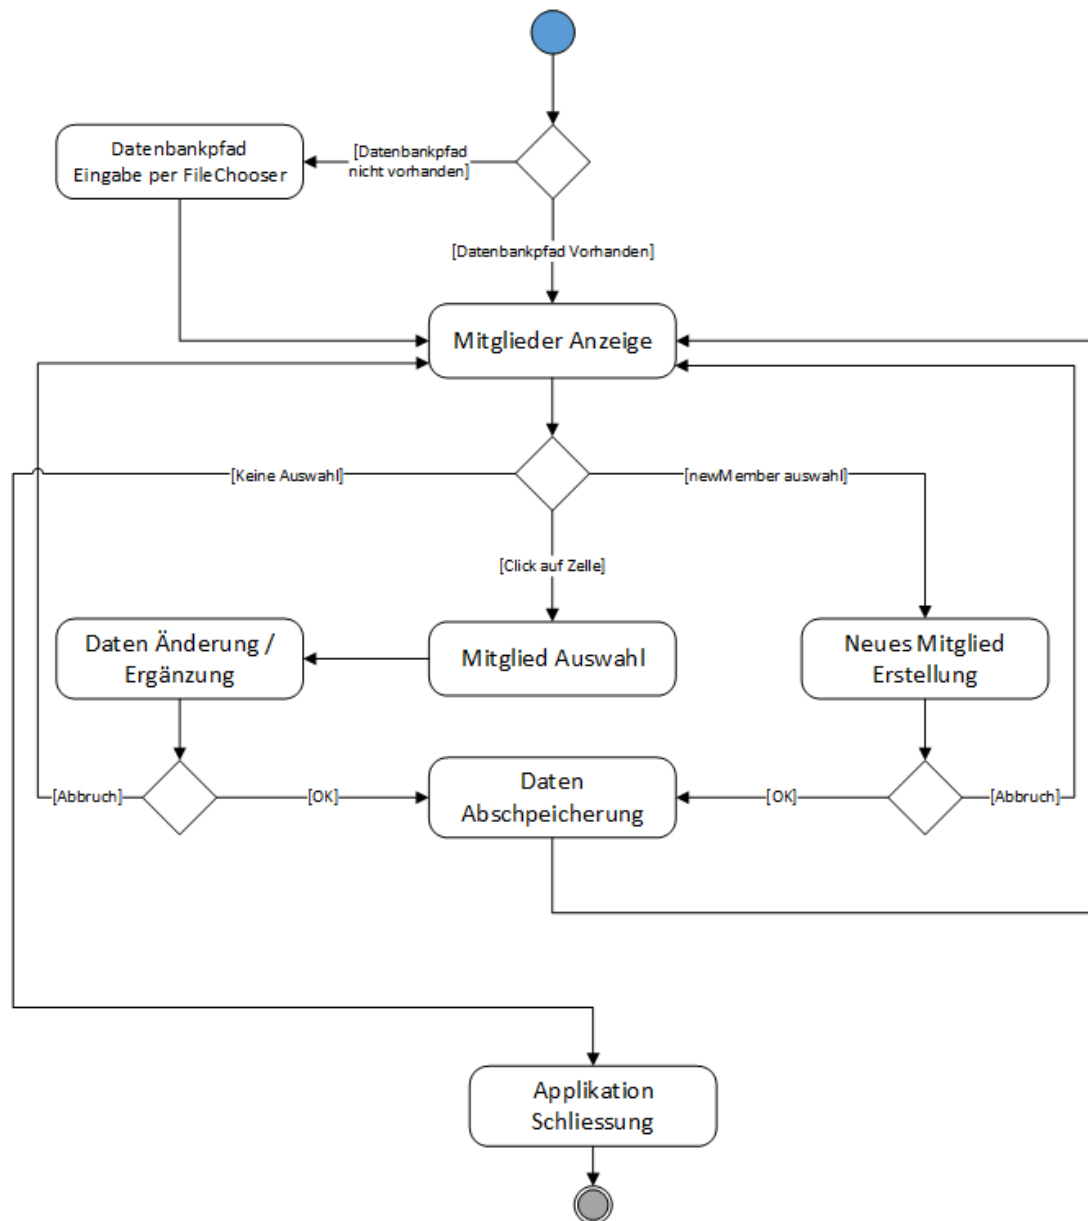 Datenbankpfad
Eingabe per FileChooser
[Datenbankpfad
nicht vorhanden]
[Datenbankpfad Vorhanden]
Mitglieder Anzeige
[Keine Auswahl]
[newMember auswahl]
[Click auf Zelle]
Daten Änderung /
Ergänzung
Mitglied Auswahl
Neues Mitglied
Erstellung
[Abbruch]
[OK]
Daten
Abschpeicherung
[OK]
[Abbruch]
Applikation
Schliessung